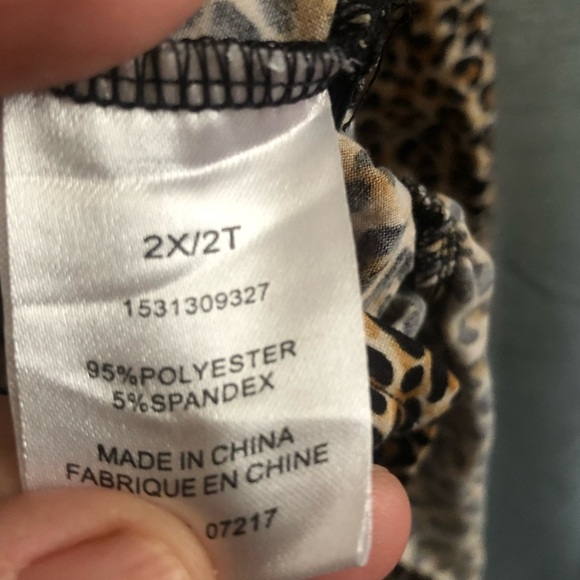 2X/2T
1531309327
95%POLYESTER
5%SPANDEX
MADE IN CHINA
FABRIQUE EN CHINE
07217